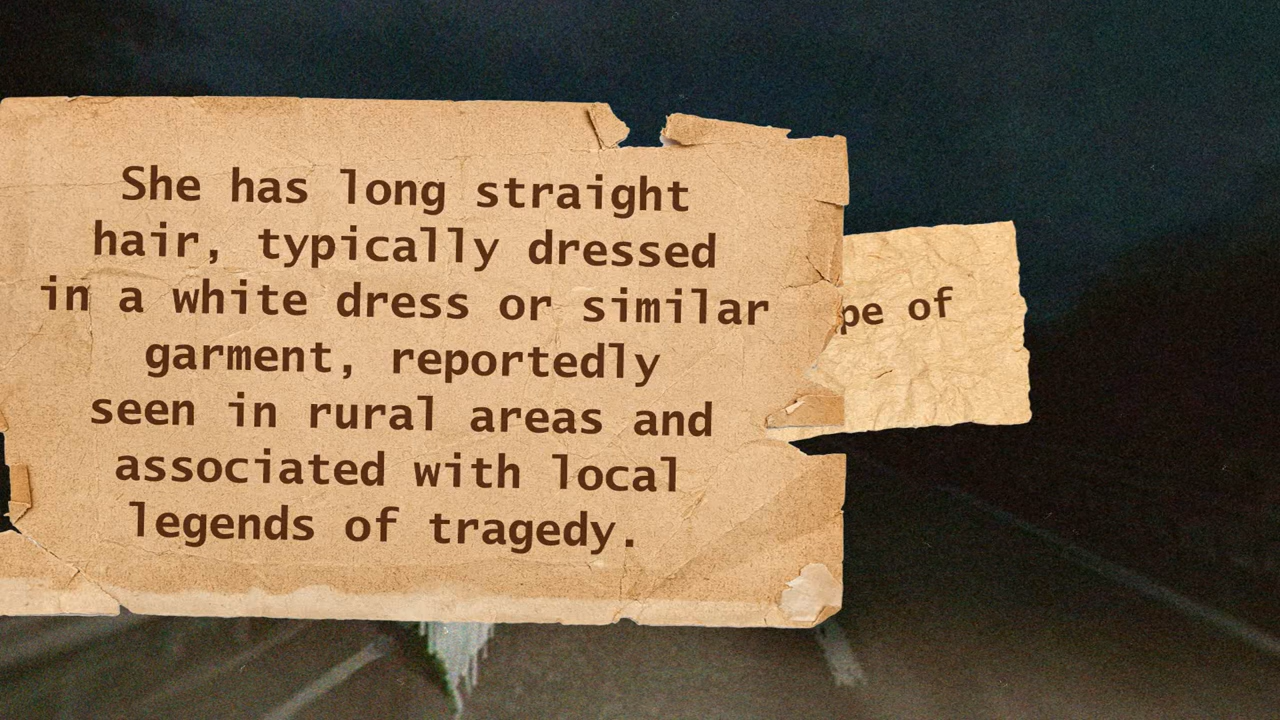 She has long straight
hair, typically dressed
in a white dress or similar
garment, reportedly
seen in rural areas and
associated with local
legends of tragedy.
of